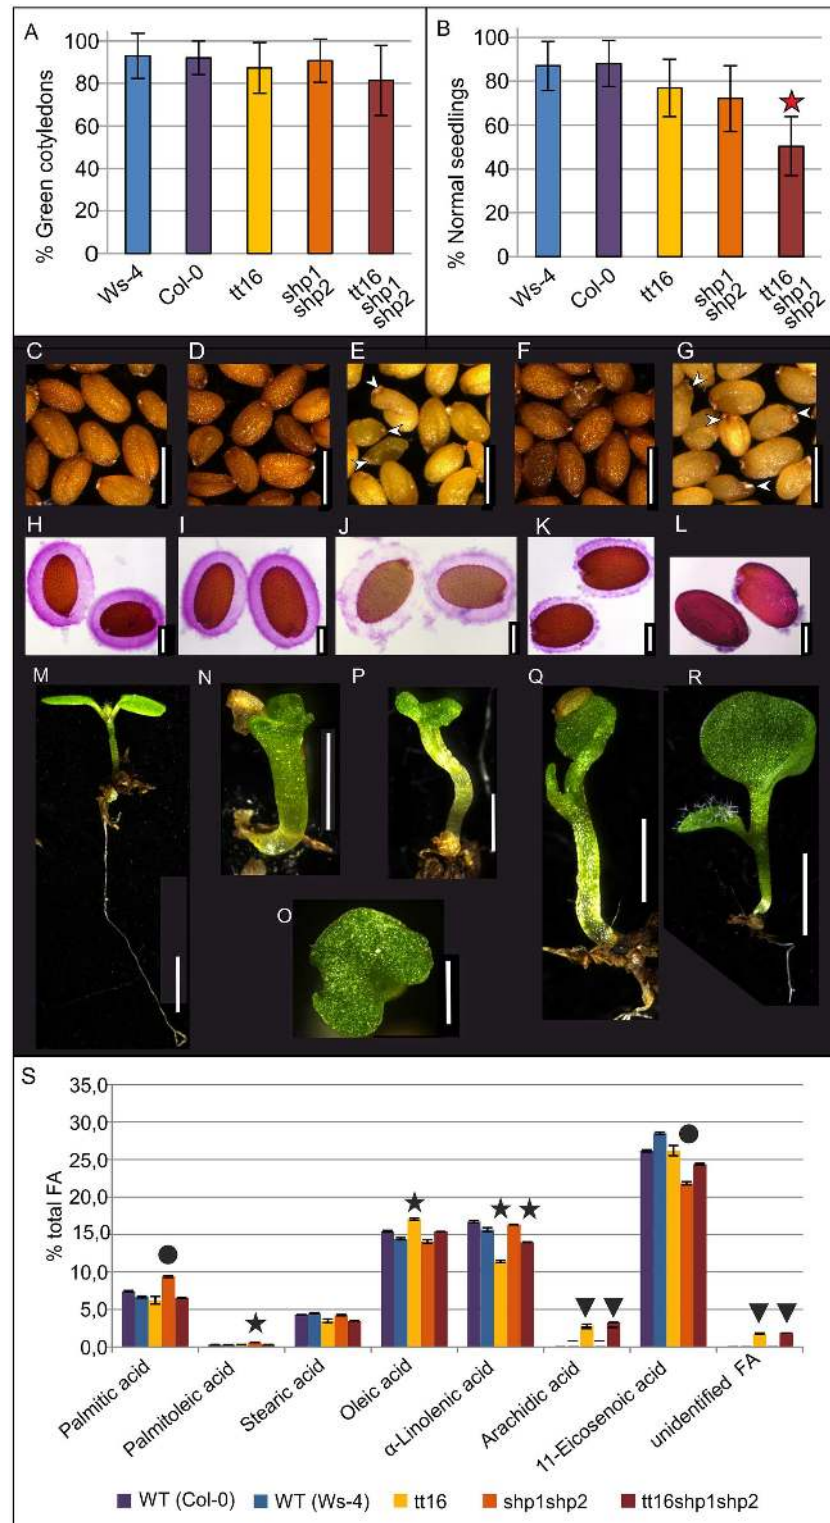 A
100
80
60
40
20
0
% Green cotyledons
Ws-4
Col-0
tt16
shp1
shp2
tt16
shp1
shp2
B
100
80
60
40
20
0
% Normal seedlings
Ws-4
Col-0
tt16
shp1
shp2
tt16
shp1
shp2
C D E F G
H I J K L
M N P Q R
O
S
35,0
30,0
25,0
20,0
15,0
10,0
5,0
0,0
% total FA
Palmitic acid
Palmitoleic acid
Stearic acid
Oleic acid
α-Linolenic acid
Arachidic acid
11-Eicosenoic acid
unidentified FA
WT (Col-0) WT (Ws-4) tt16 shp1shp2 tt16shp1shp2